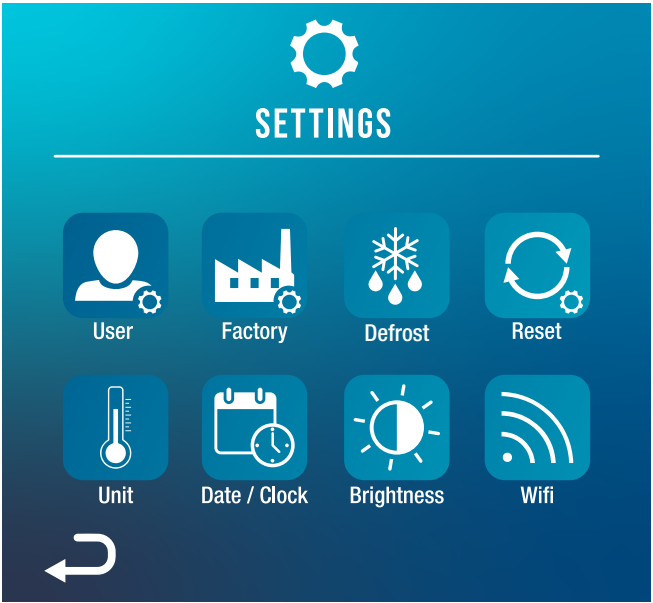 SETTINGS
User
Factory
Defrost
Reset
Unit
Date / Clock
Brightness
Wifi